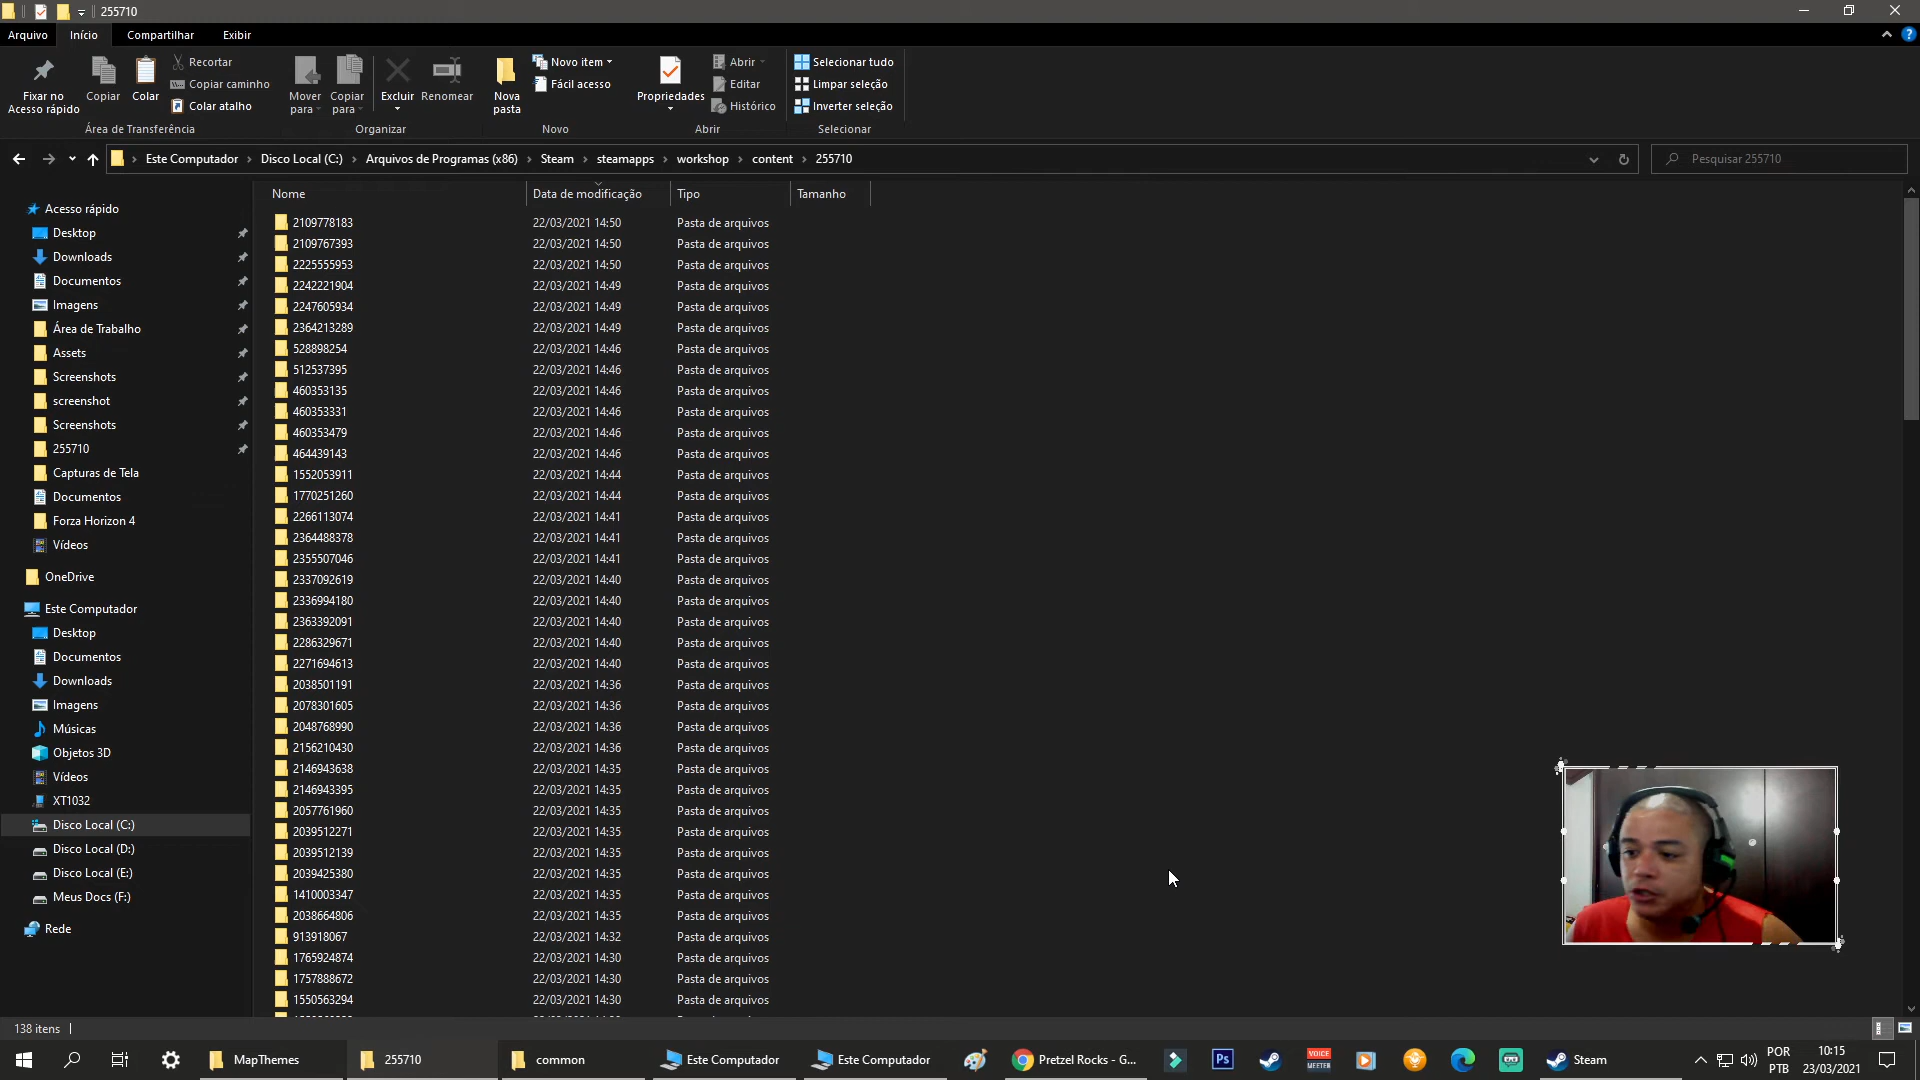 255710
Arquivo Início Compartilhar Exibir
Fixar no Acesso rápido
Copiar
Colar
Recortar
Copiar caminho
Colar atalho
Área de Transferência
Mover para
Copiar para
Excluir
Renomear
Organizar
Nova pasta
Novo item
Fácil acesso
Novo
Propriedades
Abrir
Editar
Histórico
Abrir
Selecionar tudo
Limpar seleção
Inverter seleção
Selecionar
Este Computador > Disco Local (C:) > Arquivos de Programas (x86) > Steam > steamapps > workshop > content > 255710
Pesquisar 255710
Acesso rápido
Desktop
Downloads
Documentos
Imagens
Área de Trabalho
Assets
Screenshots
screenshot
Screenshots
255710
Capturas de Tela
Documentos
Forza Horizon 4
Vídeos
OneDrive
Este Computador
Desktop
Documentos
Downloads
Imagens
Músicas
Objetos 3D
Vídeos
XT1032
Disco Local (C:)
Disco Local (D:)
Disco Local (E:)
Meus Docs (F:)
Rede
Nome Data de modificação Tipo Tamanho
2109778183 22/03/2021 14:50 Pasta de arquivos
2109767393 22/03/2021 14:50 Pasta de arquivos
2225555953 22/03/2021 14:50 Pasta de arquivos
2242221904 22/03/2021 14:49 Pasta de arquivos
2247605934 22/03/2021 14:49 Pasta de arquivos
2364213289 22/03/2021 14:49 Pasta de arquivos
528898254 22/03/2021 14:46 Pasta de arquivos
512537395 22/03/2021 14:46 Pasta de arquivos
460353135 22/03/2021 14:46 Pasta de arquivos
460353331 22/03/2021 14:46 Pasta de arquivos
460353479 22/03/2021 14:46 Pasta de arquivos
464439143 22/03/2021 14:46 Pasta de arquivos
1552053911 22/03/2021 14:44 Pasta de arquivos
1770251260 22/03/2021 14:44 Pasta de arquivos
2266113074 22/03/2021 14:41 Pasta de arquivos
2364488378 22/03/2021 14:41 Pasta de arquivos
2355507046 22/03/2021 14:41 Pasta de arquivos
2337092619 22/03/2021 14:40 Pasta de arquivos
2336994180 22/03/2021 14:40 Pasta de arquivos
2363392091 22/03/2021 14:40 Pasta de arquivos
2286329671 22/03/2021 14:40 Pasta de arquivos
2271694613 22/03/2021 14:40 Pasta de arquivos
2038501191 22/03/2021 14:36 Pasta de arquivos
2078301605 22/03/2021 14:36 Pasta de arquivos
2048768990 22/03/2021 14:36 Pasta de arquivos
2156210430 22/03/2021 14:36 Pasta de arquivos
2146943638 22/03/2021 14:35 Pasta de arquivos
2146943395 22/03/2021 14:35 Pasta de arquivos
2057761960 22/03/2021 14:35 Pasta de arquivos
2039512271 22/03/2021 14:35 Pasta de arquivos
2039512139 22/03/2021 14:35 Pasta de arquivos
2039425380 22/03/2021 14:35 Pasta de arquivos
1410003347 22/03/2021 14:35 Pasta de arquivos
2038664806 22/03/2021 14:35 Pasta de arquivos
913918067 22/03/2021 14:32 Pasta de arquivos
1765924874 22/03/2021 14:30 Pasta de arquivos
1757888672 22/03/2021 14:30 Pasta de arquivos
1550563294 22/03/2021 14:30 Pasta de arquivos
138 itens
MapThemes
255710
common
Este Computador
Este Computador
Pretzel Rocks - G...
Ps
VOICE MEETER
Steam
POR
PTB
10:15
23/03/2021